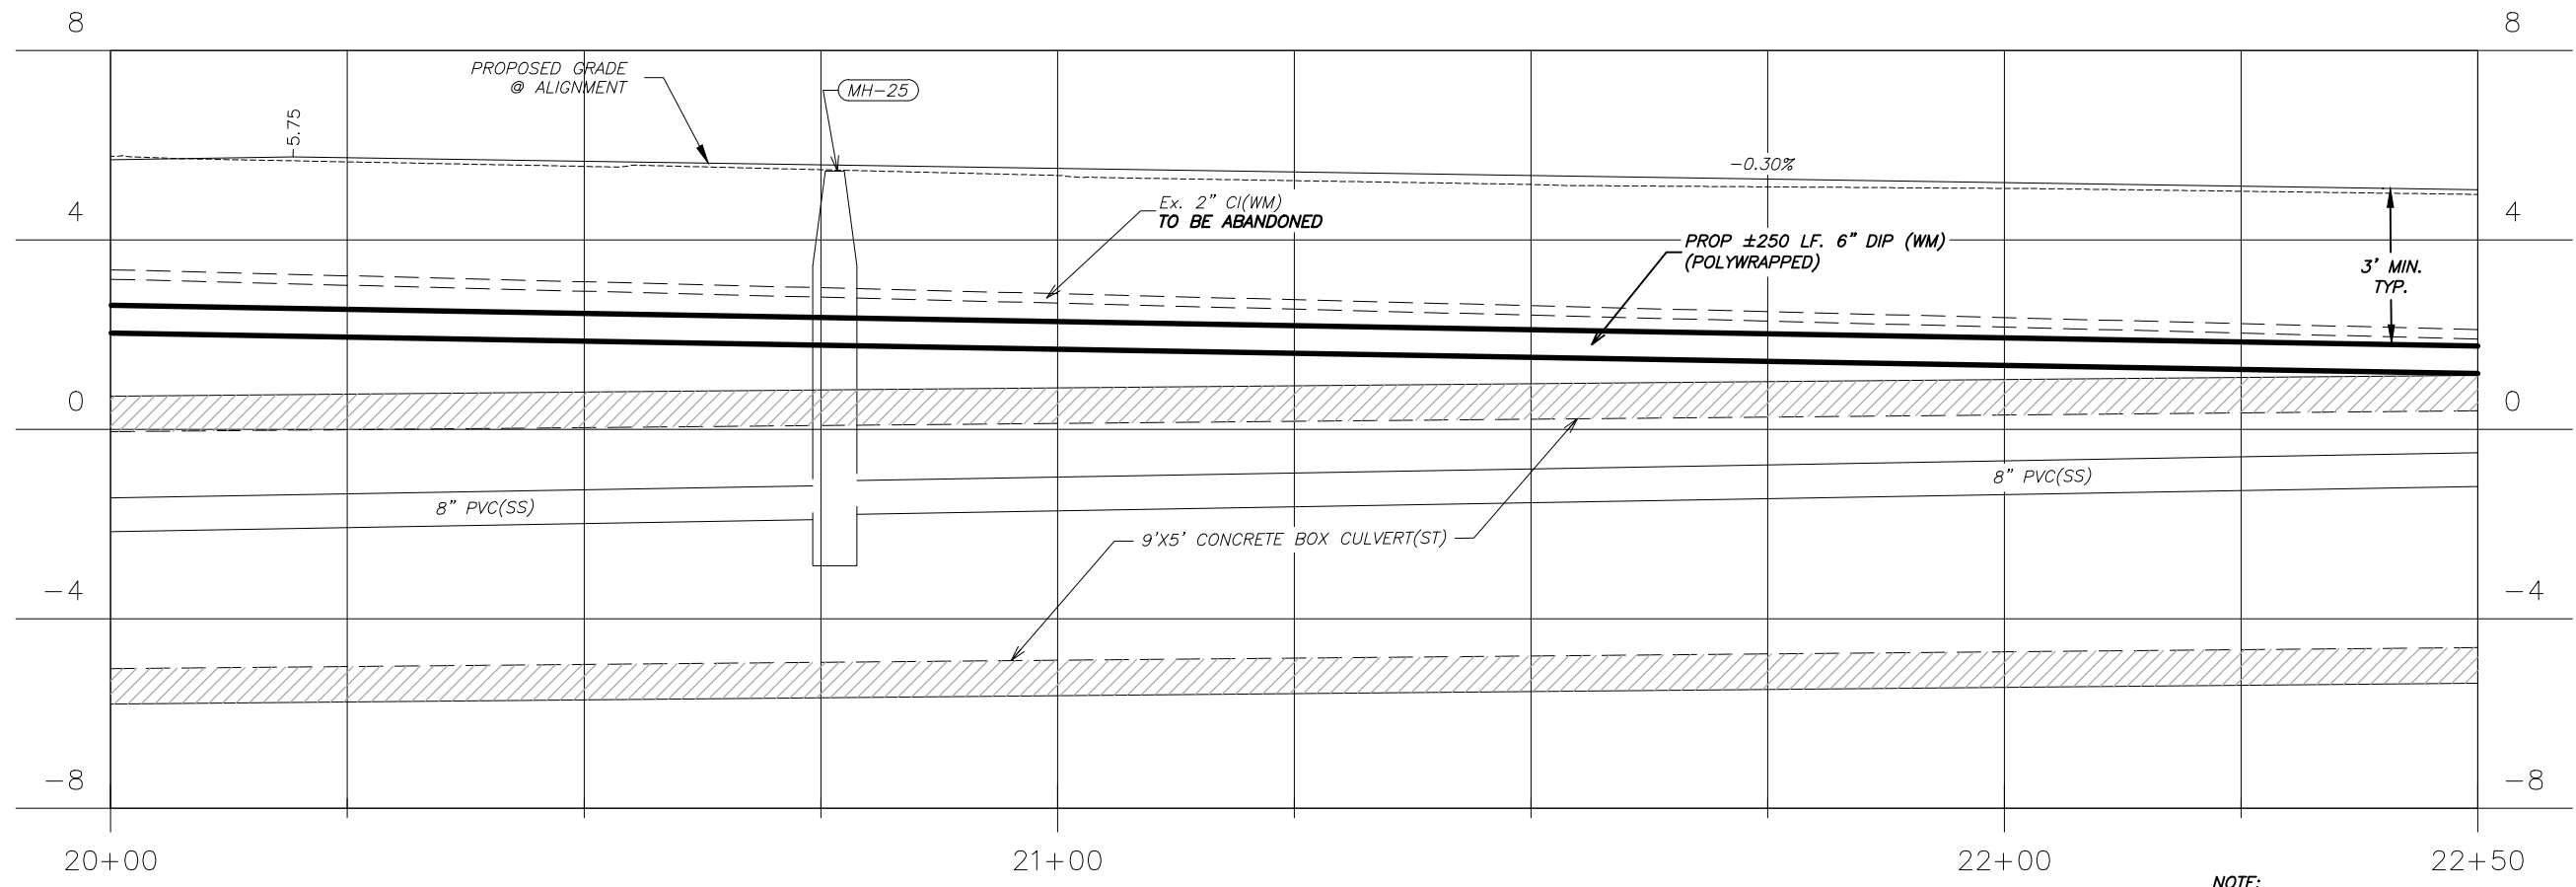 8
8
PROPOSED GRADE
@ ALIGNMENT
MH-25
5.75
-0.30%
Ex. 2" CI(WM)
TO BE ABANDONED
4
4
PROP ±250 LF. 6" DIP (WM)
(POLYWRAPPED)
3' MIN.
TYP.
0
0
8" PVC(SS)
8" PVC(SS)
9'X5' CONCRETE BOX CULVERT(ST)
-4
-4
-8
-8
20+00
21+00
22+00
22+50
NOTE: